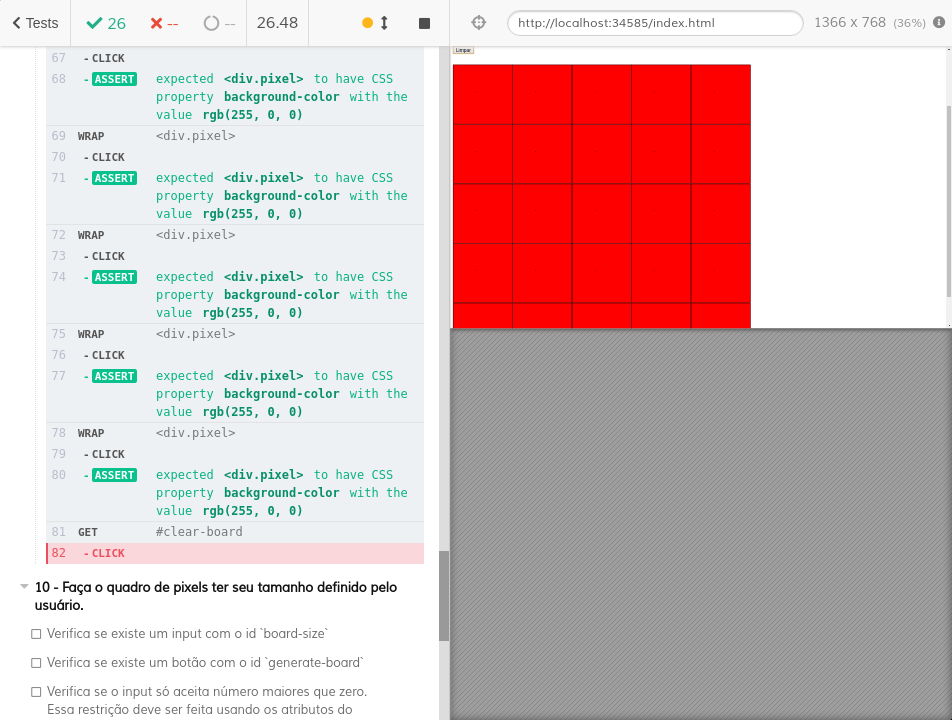 Tests 26 -- -- 26.48 http://localhost:34585/index.html 1366 x 768 (36%)
67 - CLICK
68 - ASSERT expected <div.pixel> to have CSS
property background-color with the
value rgb(255, 0, 0)
69 WRAP <div.pixel>
70 - CLICK
71 - ASSERT expected <div.pixel> to have CSS
property background-color with the
value rgb(255, 0, 0)
72 WRAP <div.pixel>
73 - CLICK
74 - ASSERT expected <div.pixel> to have CSS
property background-color with the
value rgb(255, 0, 0)
75 WRAP <div.pixel>
76 - CLICK
77 - ASSERT expected <div.pixel> to have CSS
property background-color with the
value rgb(255, 0, 0)
78 WRAP <div.pixel>
79 - CLICK
80 - ASSERT expected <div.pixel> to have CSS
property background-color with the
value rgb(255, 0, 0)
81 GET #clear-board
82 - CLICK
10 - Faça o quadro de pixels ter seu tamanho definido pelo
usuário.
Verifica se existe um input com o id `board-size`
Verifica se existe um botão com o id `generate-board`
Verifica se o input só aceita número maiores que zero.
Essa restrição deve ser feita usando os atributos do
Limpar